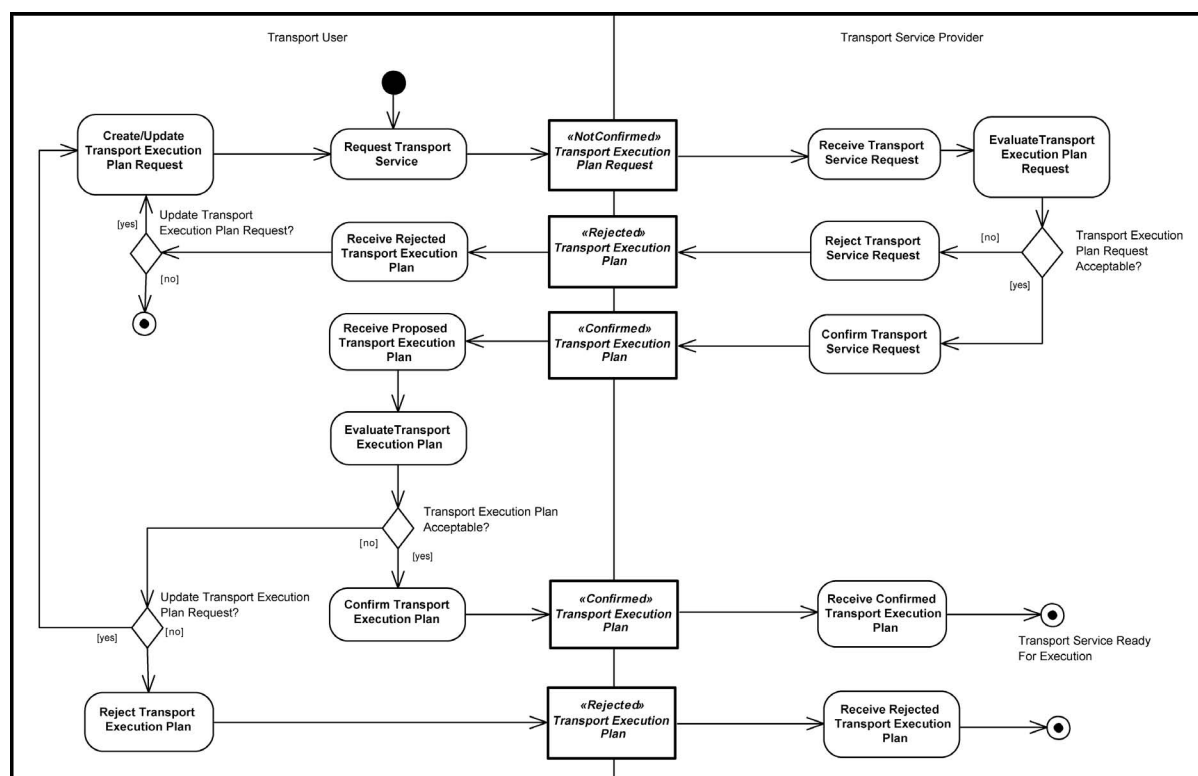 Transport User
Transport Service Provider
Create/Update
Transport Execution
Plan Request
Request Transport
Service
«NotConfirmed»
Transport Execution
Plan Request
Receive Transport
Service Request
EvaluateTransport
Execution Plan
Request
[yes]
Update Transport
Execution Plan Request?
[no]
Receive Rejected
Transport Execution
Plan
«Rejected»
Transport Execution
Plan
Reject Transport
Service Request
[no]
Transport Execution
Plan Request
Acceptable?
[yes]
Receive Proposed
Transport Execution
Plan
«Confirmed»
Transport Execution
Plan
Confirm Transport
Service Request
EvaluateTransport
Execution Plan
Transport Execution Plan
Acceptable?
[no]
[yes]
Update Transport Execution
Plan Request?
[yes]
[no]
Confirm Transport
Execution Plan
«Confirmed»
Transport Execution
Plan
Receive Confirmed
Transport Execution
Plan
Transport Service Ready
For Execution
Reject Transport
Execution Plan
«Rejected»
Transport Execution
Plan
Receive Rejected
Transport Execution
Plan